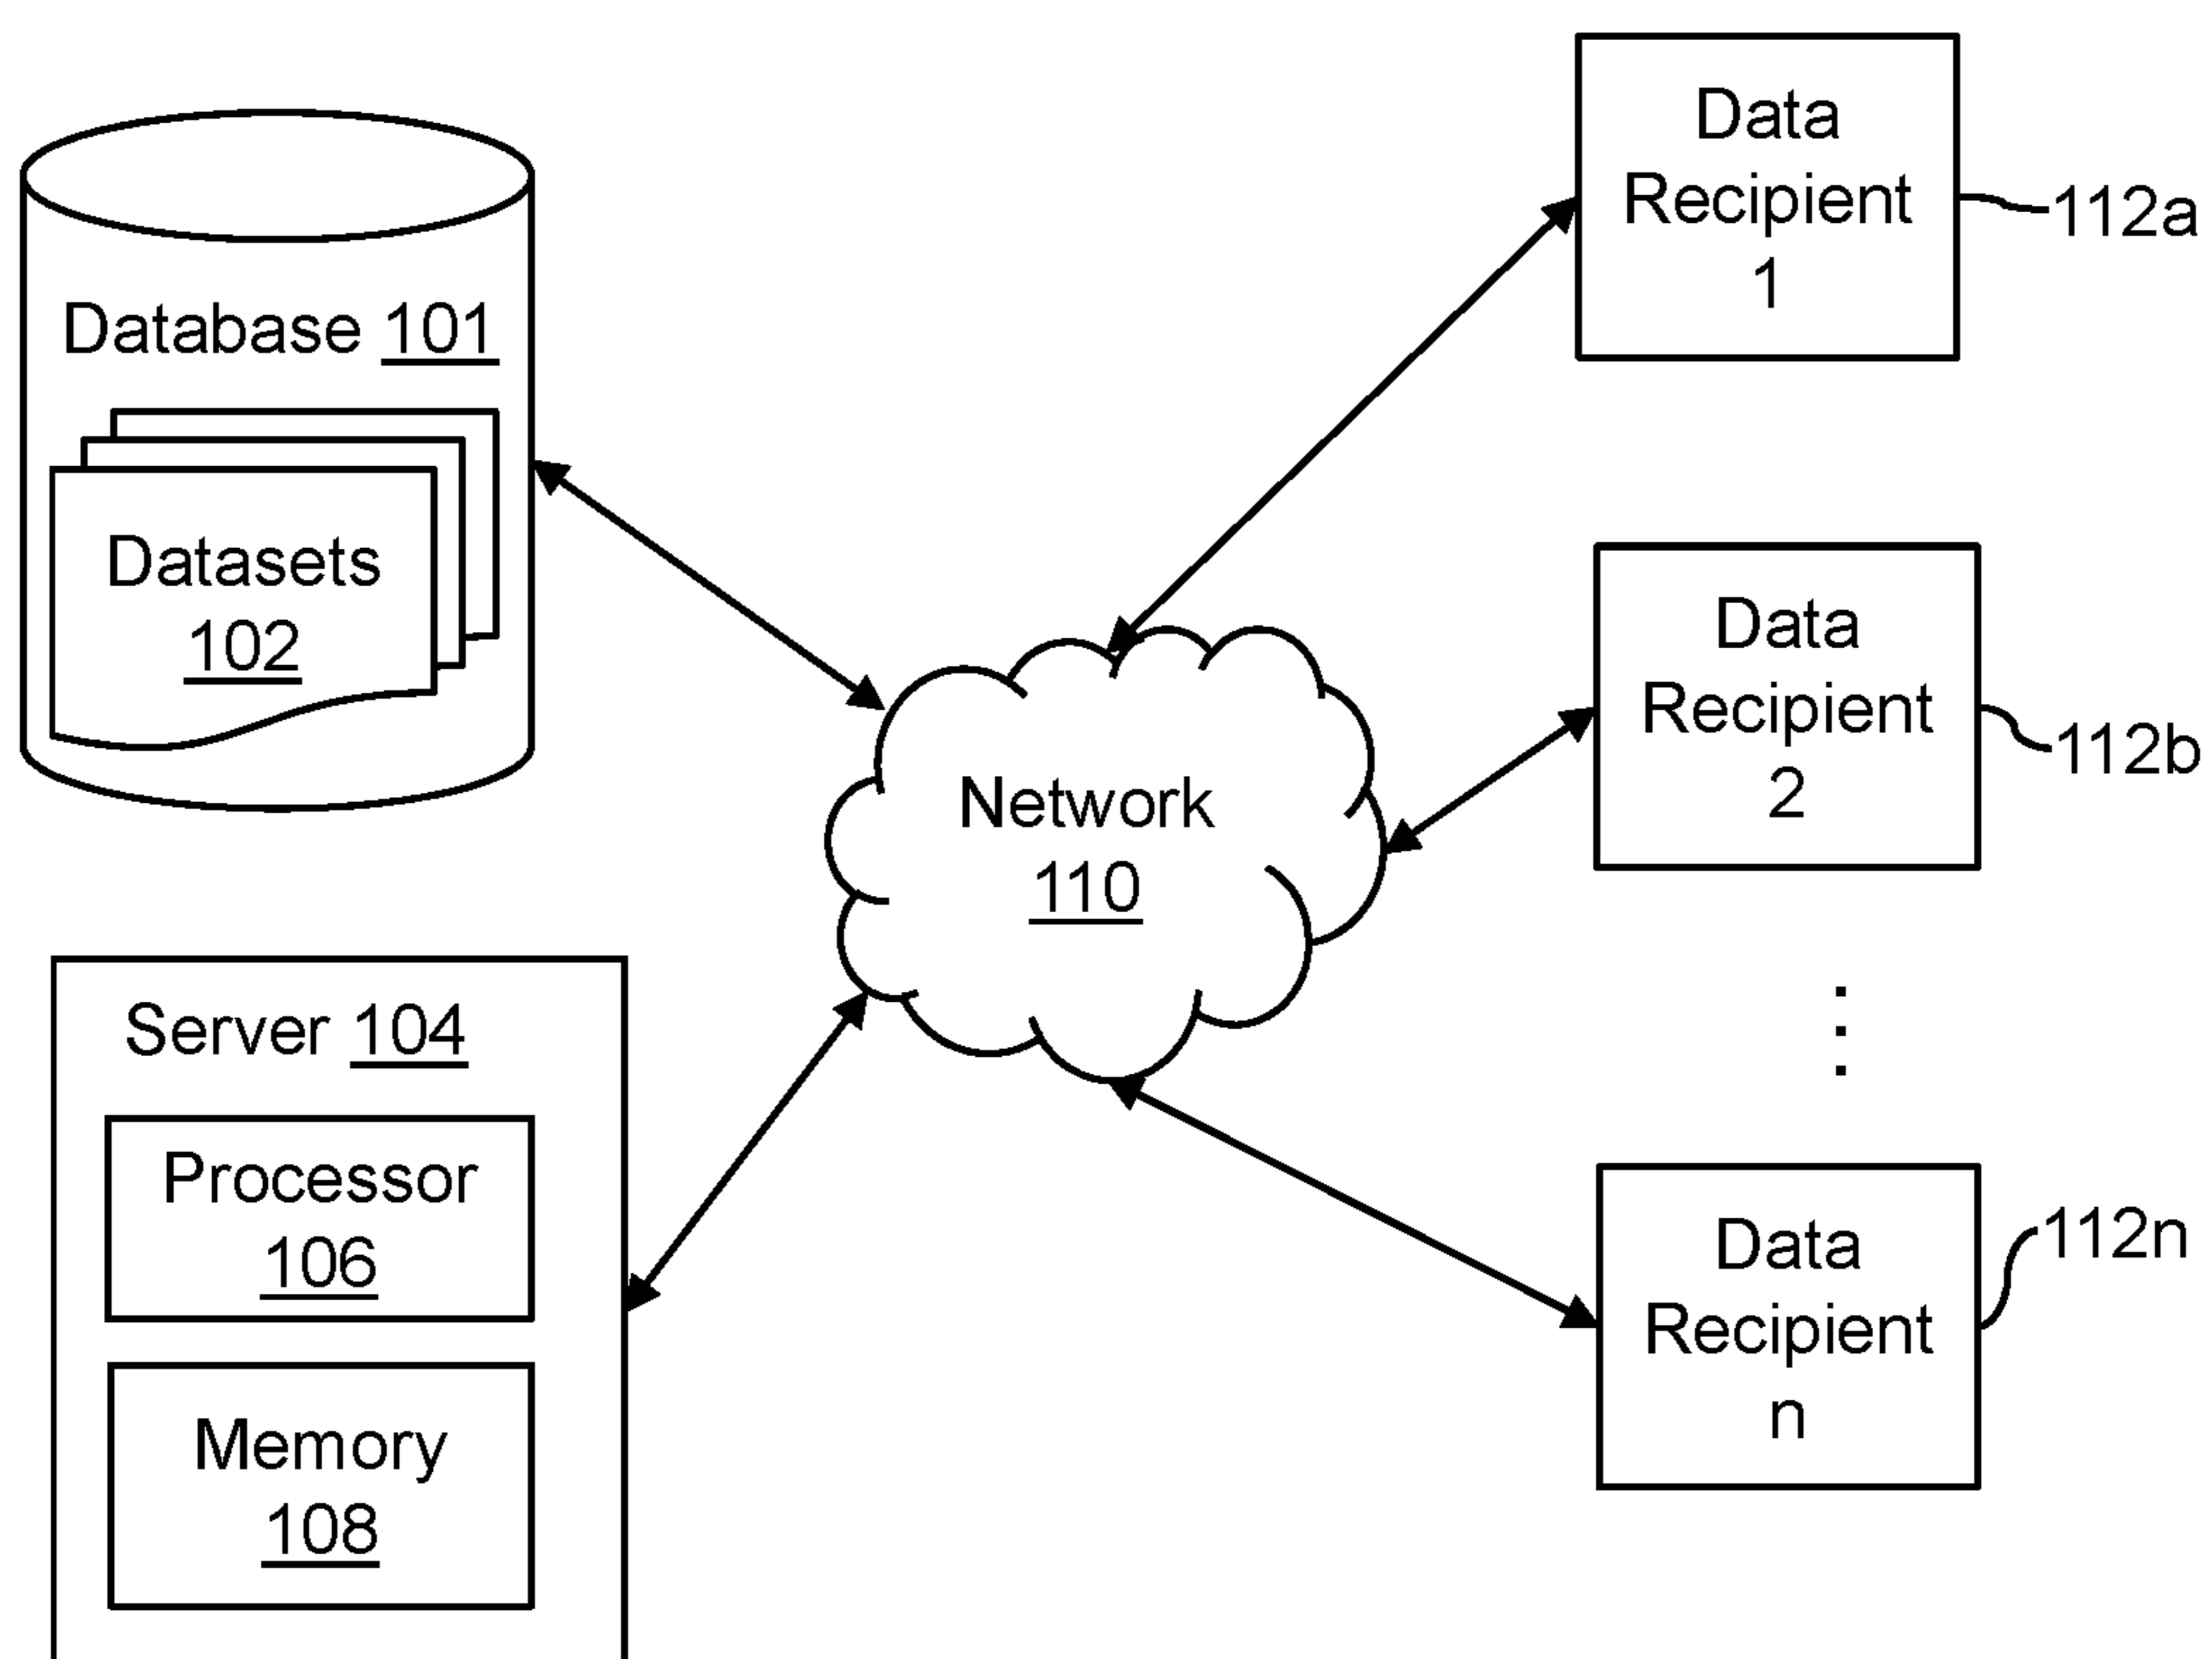 Database 101
Datasets
102
Server 104
Processor
106
Memory
108
Network
110
Data
Recipient
1
112a
Data
Recipient
2
112b
Data
Recipient
n
112n